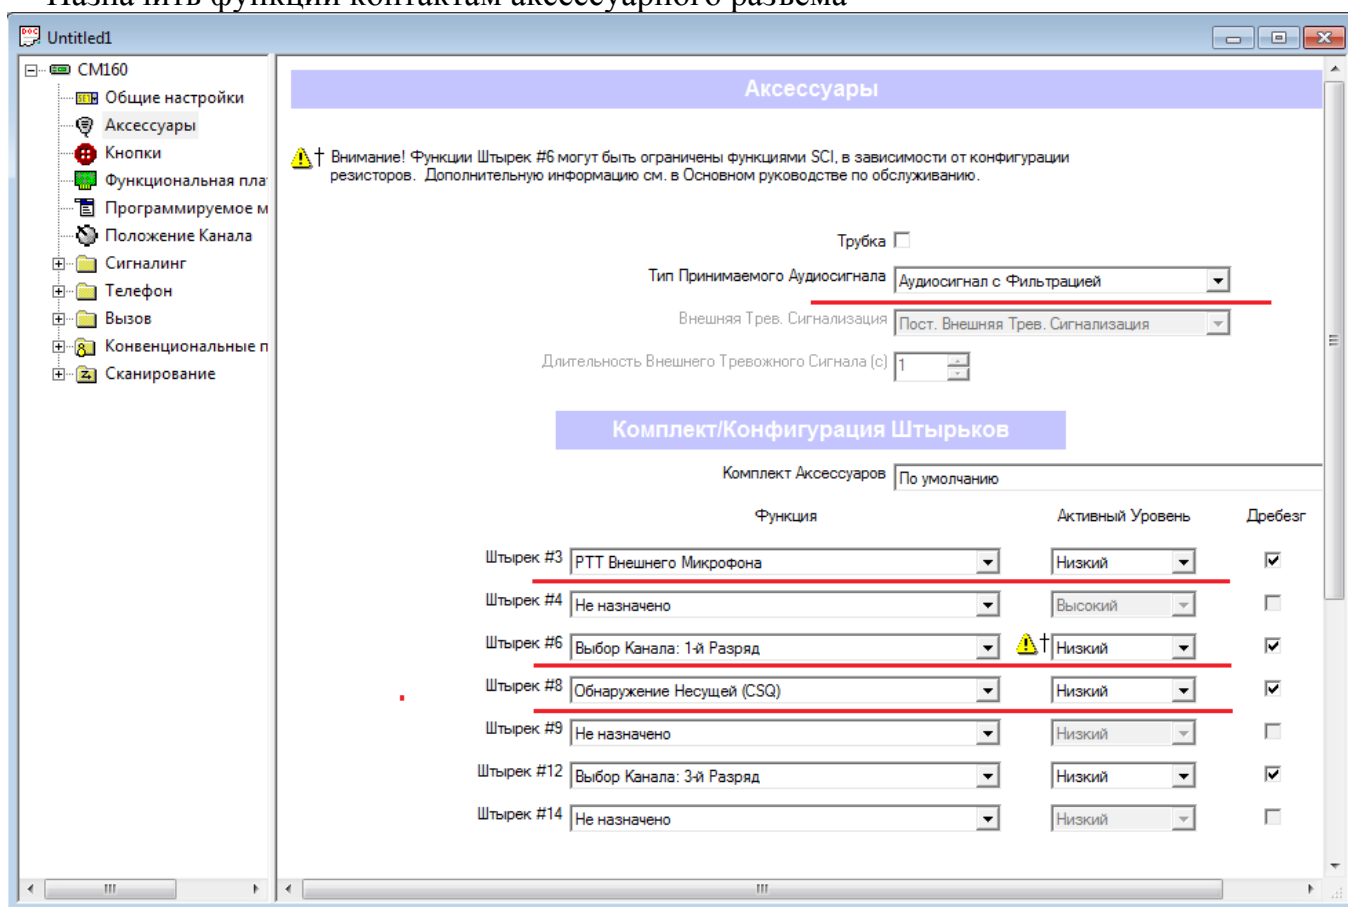 Назначить функции контактам аксессуарного разъема
Untitled1
CM160
Общие настройки
Аксессуары
Кнопки
Функциональная пла
Программируемое м
Положение Канала
Сигналинг
Телефон
Вызов
Конвенциональные п
Сканирование
Аксессуары
† Внимание! Функции Штырек #6 могут быть ограничены функциями SCI, в зависимости от конфигурации
резисторов. Дополнительную информацию см. в Основном руководстве по обслуживанию.
Трубка
Тип Принимаемого Аудиосигнала Аудиосигнал с Фильтрацией
Внешняя Трев. Сигнализация Пост. Внешняя Трев. Сигнализация
Длительность Внешнего Тревожного Сигнала (с) 1
Комплект/Конфигурация Штырьков
Комплект Аксессуаров По умолчанию
Функция Активный Уровень Дребезг
Штырек #3 PTT Внешнего Микрофона Низкий
Штырек #4 Не назначено Высокий
Штырек #6 Выбор Канала: 1-й Разряд † Низкий
Штырек #8 Обнаружение Несущей (CSQ) Низкий
Штырек #9 Не назначено Низкий
Штырек #12 Выбор Канала: 3-й Разряд Низкий
Штырек #14 Не назначено Низкий